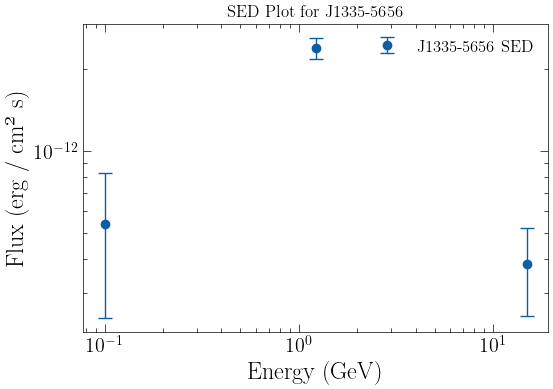 SED Plot for J1335-5656
J1335-5656 SED
Flux (erg / cm² s)
10⁻¹²
10⁻¹ 10⁰ 10¹
Energy (GeV)